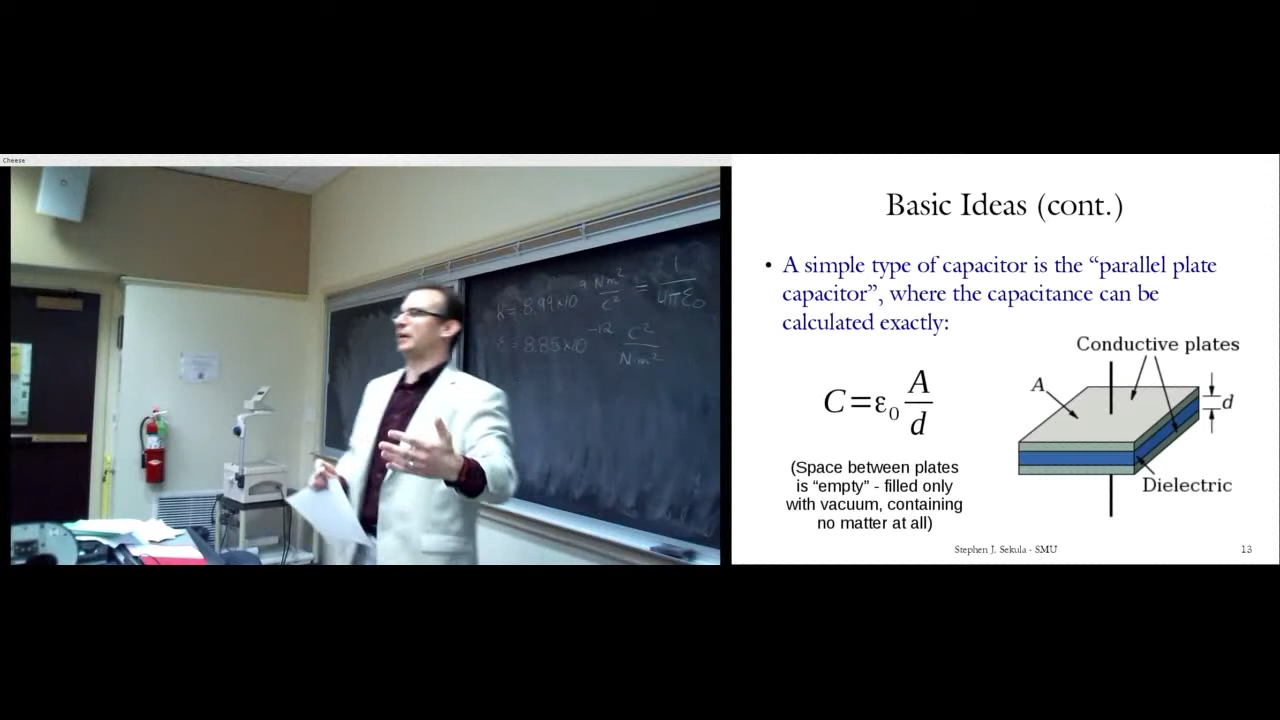 Cheese
K = 8.99×10⁹ Nm²/C² = 1/4πε₀
ε = 8.85×10⁻¹² C²/N·m²
Basic Ideas (cont.)
• A simple type of capacitor is the “parallel plate
capacitor”, where the capacitance can be
calculated exactly:
C=ε₀ A/d
(Space between plates
is “empty” - filled only
with vacuum, containing
no matter at all)
Conductive plates
A
d
Dielectric
Stephen J. Sekula - SMU
13